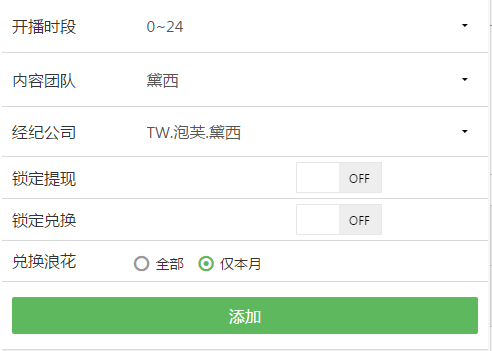 开播时段 0~24
内容团队 黛西
经纪公司 TW.泡芙.黛西
锁定提现 OFF
锁定兑换 OFF
兑换浪花 全部 仅本月
添加